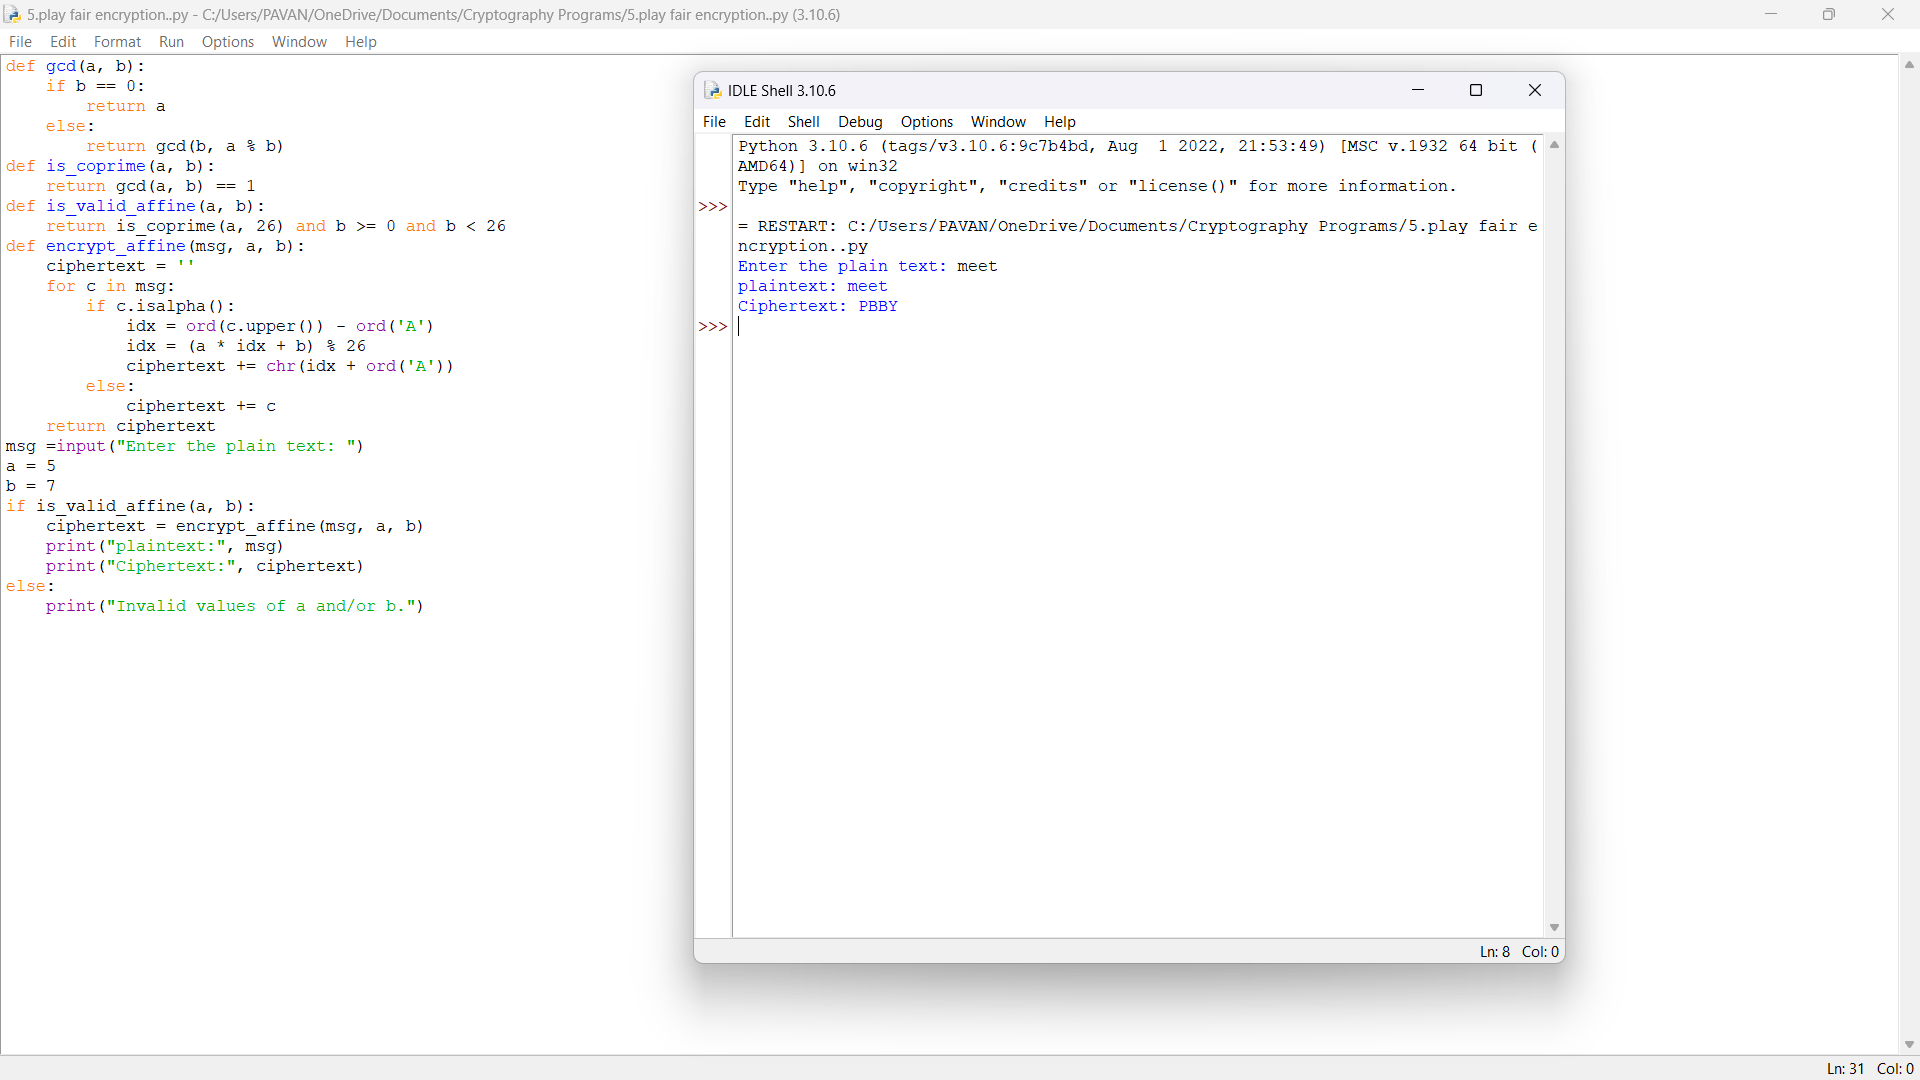 5.play fair encryption..py - C:/Users/PAVAN/OneDrive/Documents/Cryptography Programs/5.play fair encryption..py (3.10.6)
File Edit Format Run Options Window Help
def gcd(a, b):
    if b == 0:
        return a
    else:
        return gcd(b, a % b)
def is_coprime(a, b):
    return gcd(a, b) == 1
def is_valid_affine(a, b):
    return is_coprime(a, 26) and b >= 0 and b < 26
def encrypt_affine(msg, a, b):
    ciphertext = ''
    for c in msg:
        if c.isalpha():
            idx = ord(c.upper()) - ord('A')
            idx = (a * idx + b) % 26
            ciphertext += chr(idx + ord('A'))
        else:
            ciphertext += c
    return ciphertext
msg =input("Enter the plain text: ")
a = 5
b = 7
if is_valid_affine(a, b):
    ciphertext = encrypt_affine(msg, a, b)
    print("plaintext:", msg)
    print("Ciphertext:", ciphertext)
else:
    print("Invalid values of a and/or b.")
IDLE Shell 3.10.6
File Edit Shell Debug Options Window Help
Python 3.10.6 (tags/v3.10.6:9c7b4bd, Aug  1 2022, 21:53:49) [MSC v.1932 64 bit (
AMD64)] on win32
Type "help", "copyright", "credits" or "license()" for more information.
>>>
= RESTART: C:/Users/PAVAN/OneDrive/Documents/Cryptography Programs/5.play fair e
ncryption..py
Enter the plain text: meet
plaintext: meet
Ciphertext: PBBY
>>>
Ln: 8 Col: 0
Ln: 31 Col: 0